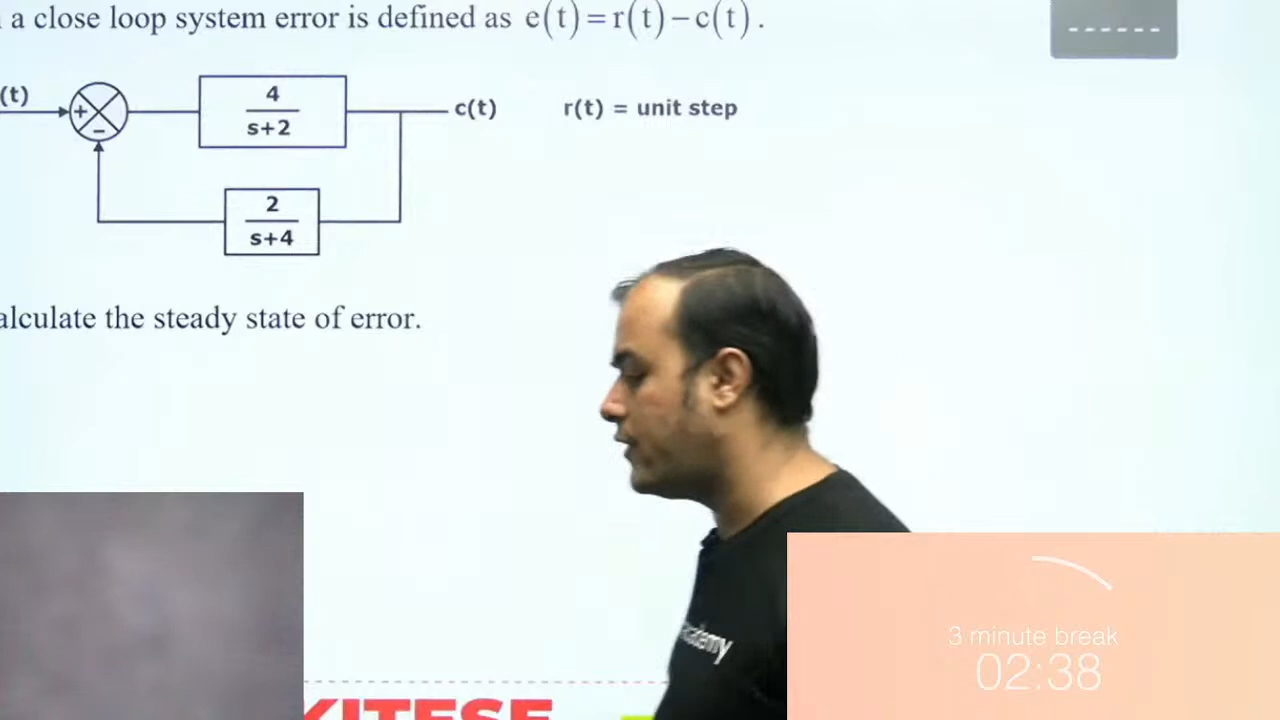 a close loop system error is defined as e(t)=r(t)−c(t).
(t)
+
−
4
s+2
c(t)
r(t) = unit step
2
s+4
alculate the steady state of error.
3 minute break
02:38